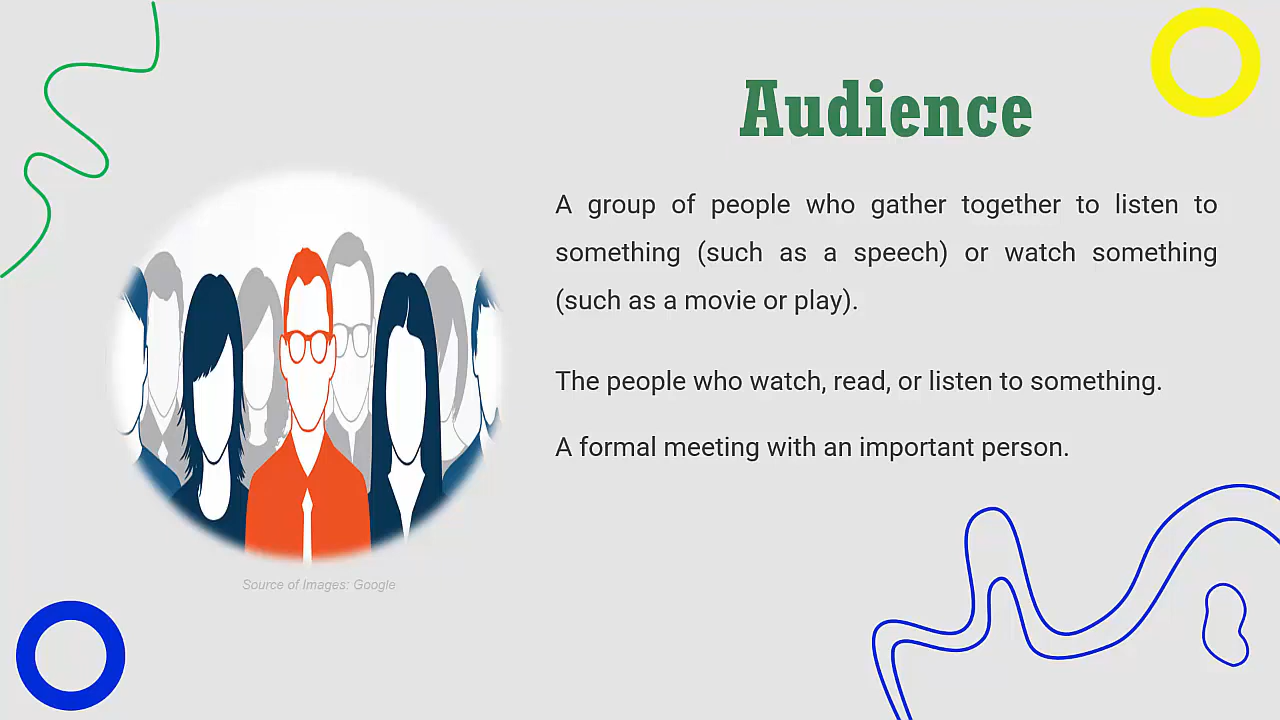 Audience
A group of people who gather together to listen to
something (such as a speech) or watch something
(such as a movie or play).
The people who watch, read, or listen to something.
A formal meeting with an important person.
Source of Images: Google